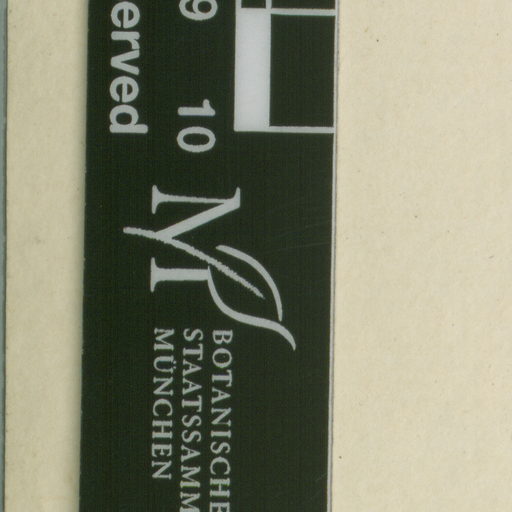 9 10
erved
BOTANISCHE
STAATSSAMM
MÜNCHEN